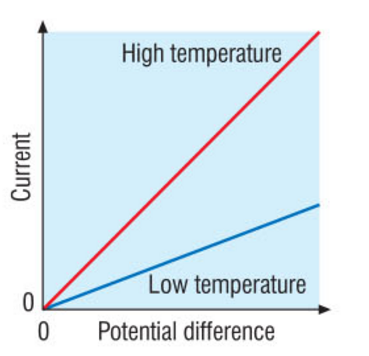 High temperature
Current
Low temperature
0
0
Potential difference